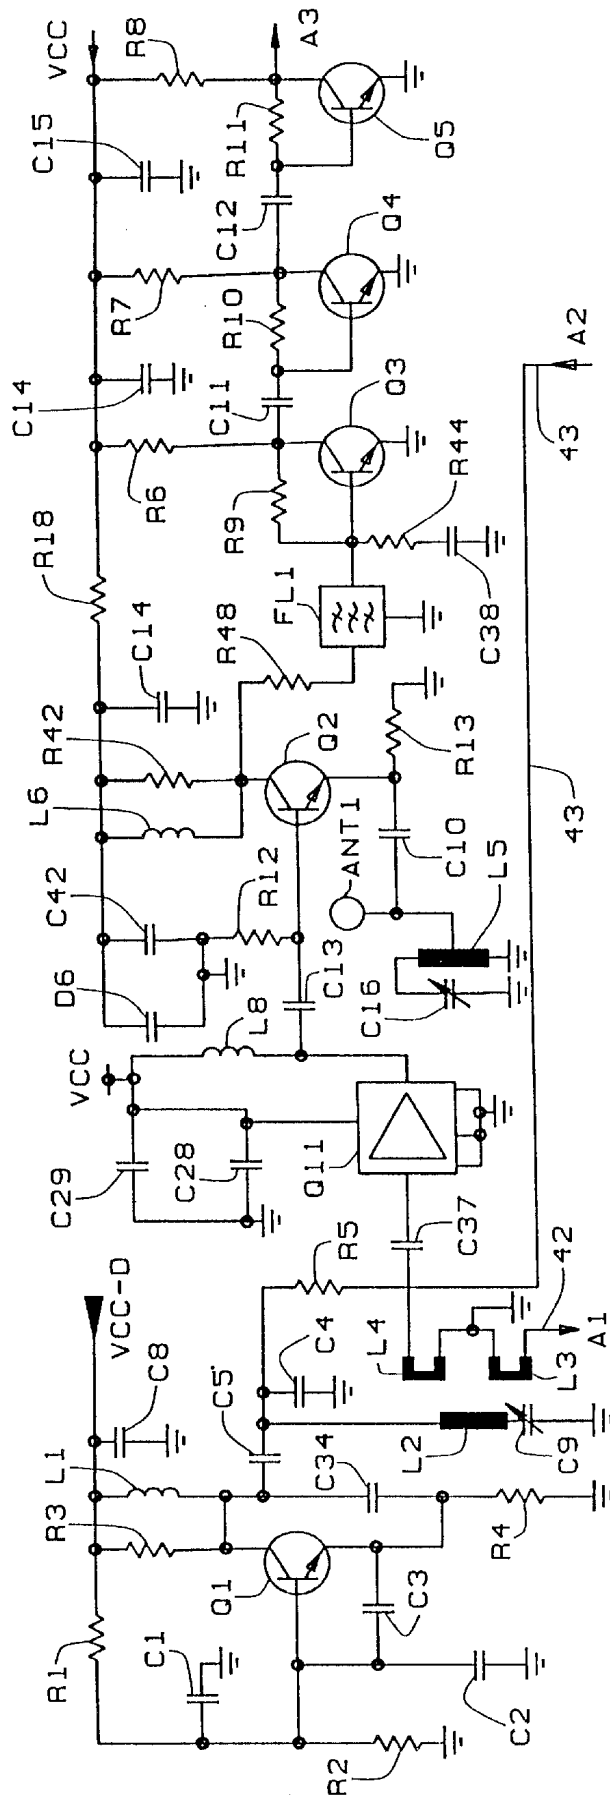 R1
R3
L1
C8
VCC-D
C29
VCC
D6
C42
L6
R42
C14
R18
C14
C15
VCC
C1
C28
L8
R12
R48
R6
R7
R8
Q1
C5
R5
Q11
C13
Q2
FL1
R9
C11
R10
C12
R11
A3
R2
C3
C34
C4
L4
C37
ANT1
Q3
Q4
Q5
C2
R4
L2
C9
L3
42
A1
C16
L5
C10
R13
C38
R44
43
43
A2